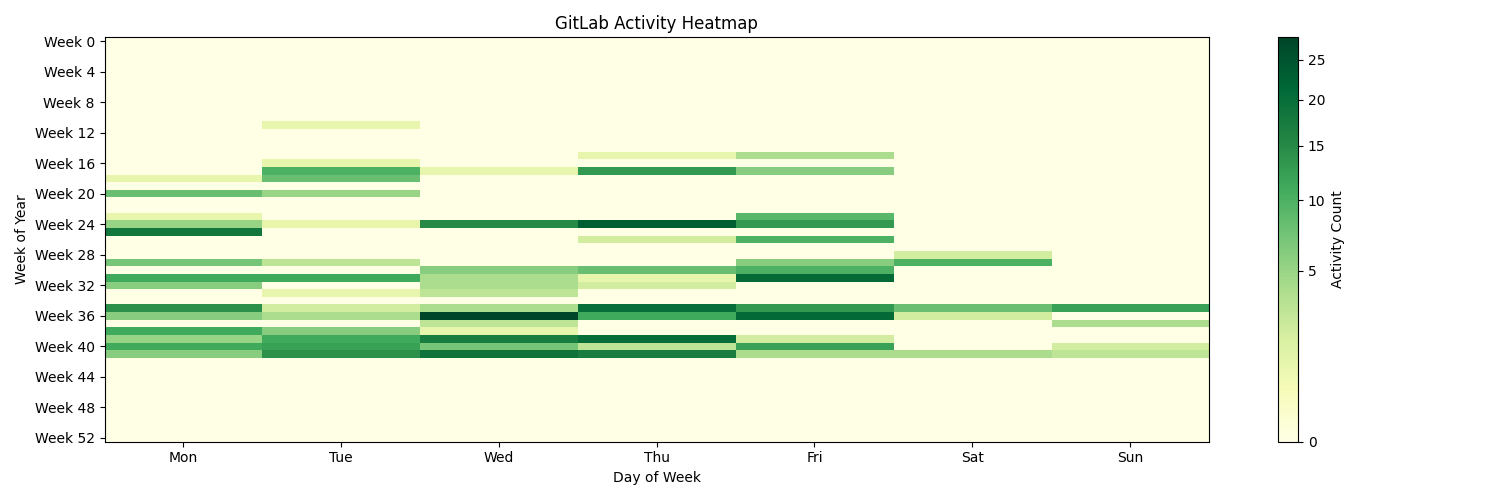 GitLab Activity Heatmap
Week of Year
Week 0
Week 4
Week 8
Week 12
Week 16
Week 20
Week 24
Week 28
Week 32
Week 36
Week 40
Week 44
Week 48
Week 52
Mon Tue Wed Thu Fri Sat Sun
Day of Week
25
20
15
10
5
0
Activity Count